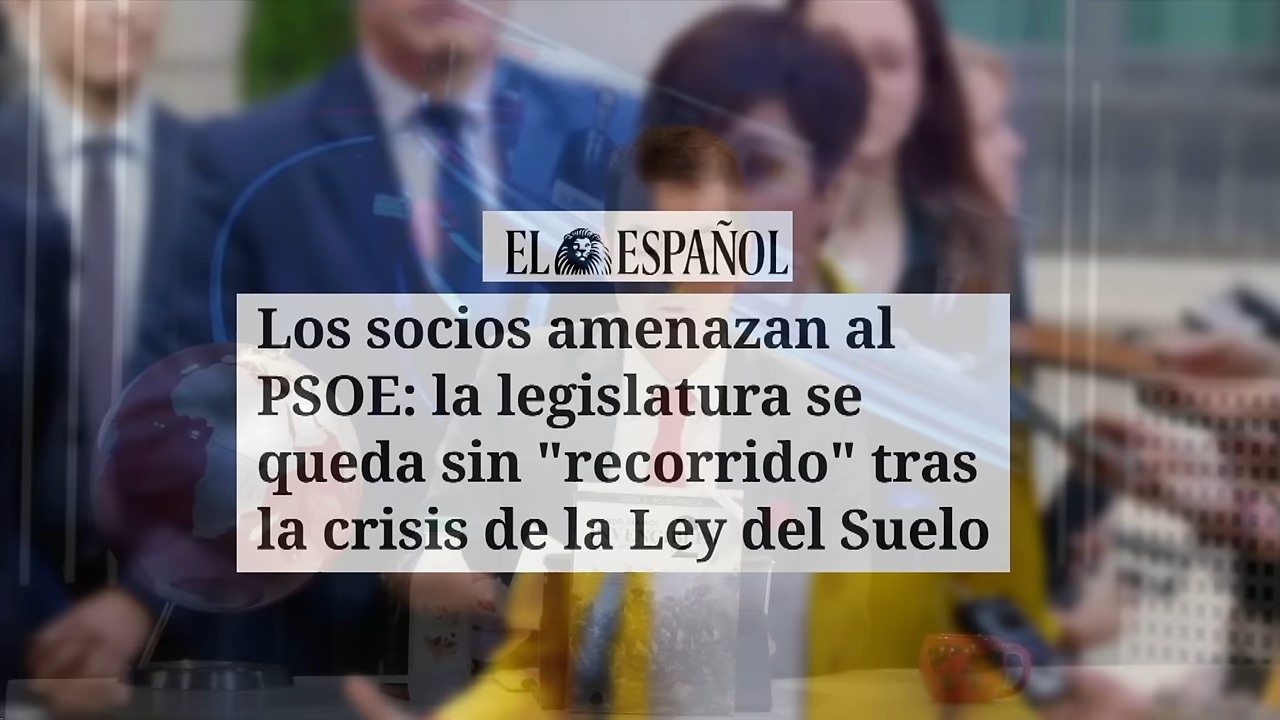 EL ESPAÑOL
Los socios amenazan al
PSOE: la legislatura se
queda sin "recorrido" tras
la crisis de la Ley del Suelo